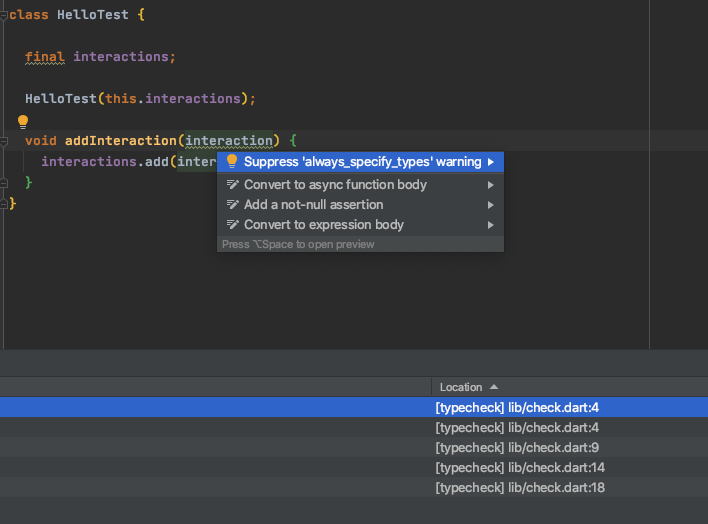 class HelloTest {
final interactions;
HelloTest(this.interactions);
void addInteraction(interaction) {
interactions.add(inter
Suppress 'always_specify_types' warning
}
Convert to async function body
}
Add a not-null assertion
Convert to expression body
Press ⌥Space to open preview
Location
[typecheck] lib/check.dart:4
[typecheck] lib/check.dart:4
[typecheck] lib/check.dart:9
[typecheck] lib/check.dart:14
[typecheck] lib/check.dart:18